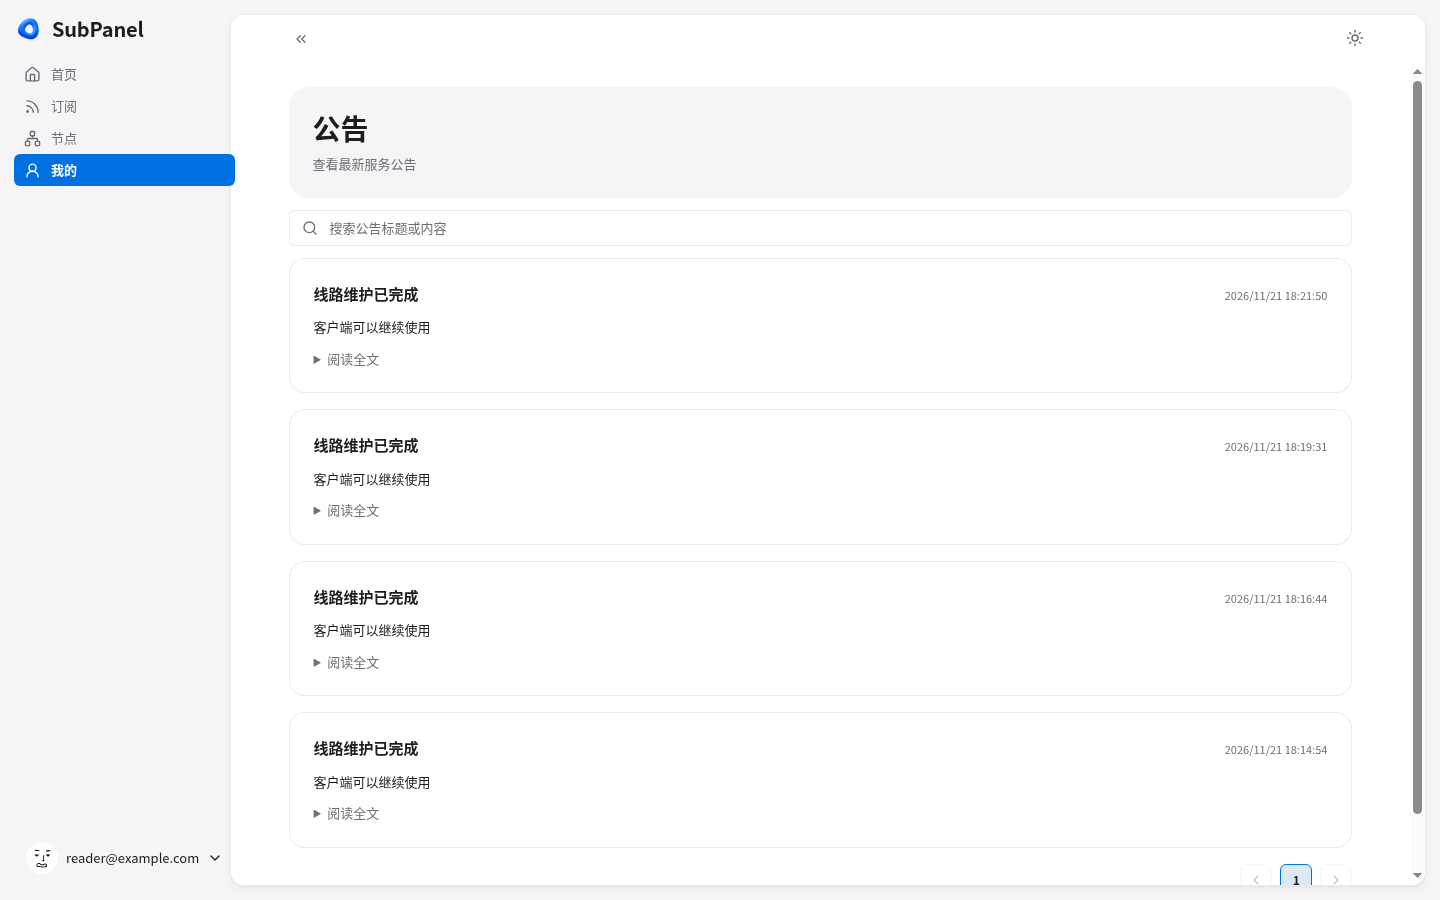 SubPanel
首页
订阅
节点
我的
公告
查看最新服务公告
搜索公告标题或内容
线路维护已完成
2026/11/21 18:21:50
客户端可以继续使用
阅读全文
线路维护已完成
2026/11/21 18:19:31
客户端可以继续使用
阅读全文
线路维护已完成
2026/11/21 18:16:44
客户端可以继续使用
阅读全文
线路维护已完成
2026/11/21 18:14:54
客户端可以继续使用
阅读全文
1
reader@example.com